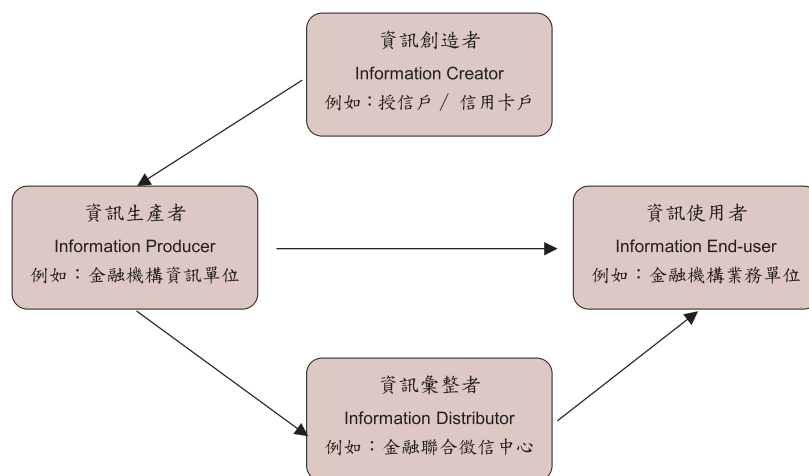 資訊創造者
Information Creator
例如：授信戶 / 信用卡戶
資訊生產者
Information Producer
例如：金融機構資訊單位
資訊使用者
Information End-user
例如：金融機構業務單位
資訊彙整者
Information Distributor
例如：金融聯合徵信中心